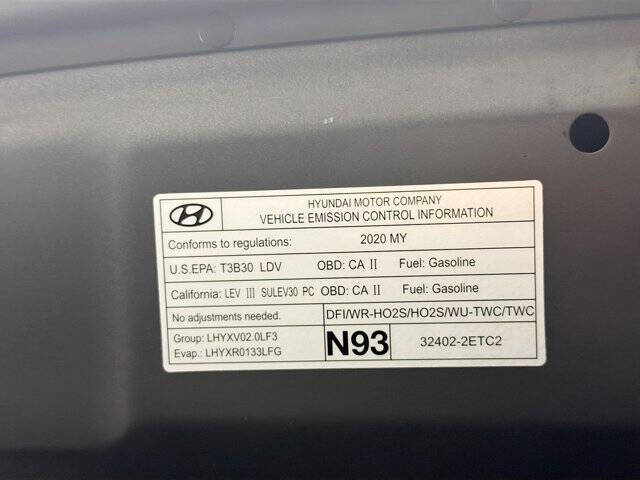 HYUNDAI MOTOR COMPANY
VEHICLE EMISSION CONTROL INFORMATION
Conforms to regulations: 2020 MY
U.S.EPA: T3B30 LDV OBD: CA II Fuel: Gasoline
California: LEV III SULEV30 PC OBD: CA II Fuel: Gasoline
No adjustments needed. DFI/WR-HO2S/HO2S/WU-TWC/TWC
Group: LHYXV02.0LF3
Evap.: LHYXR0133LFG
N93 32402-2ETC2